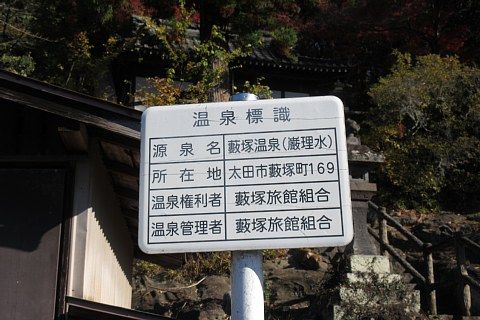 温泉標識
源泉名 藪塚温泉(巌理水)
所在地 太田市藪塚町169
温泉権利者 藪塚旅館組合
温泉管理者 藪塚旅館組合